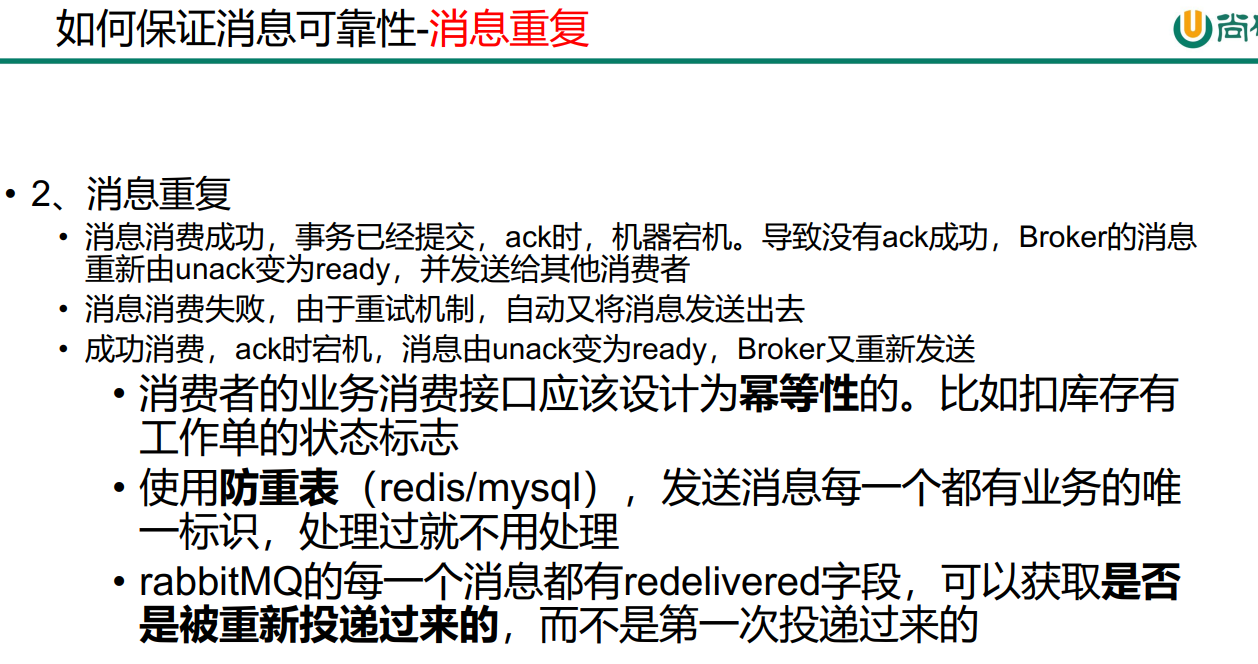 如何保证消息可靠性-消息重复
尚
• 2、消息重复
• 消息消费成功，事务已经提交，ack时，机器宕机。导致没有ack成功，Broker的消息
重新由unack变为ready，并发送给其他消费者
• 消息消费失败，由于重试机制，自动又将消息发送出去
• 成功消费，ack时宕机，消息由unack变为ready，Broker又重新发送
• 消费者的业务消费接口应该设计为幂等性的。比如扣库存有
工作单的状态标志
• 使用防重表（redis/mysql），发送消息每一个都有业务的唯
一标识，处理过就不用处理
• rabbitMQ的每一个消息都有redelivered字段，可以获取是否
是被重新投递过来的，而不是第一次投递过来的